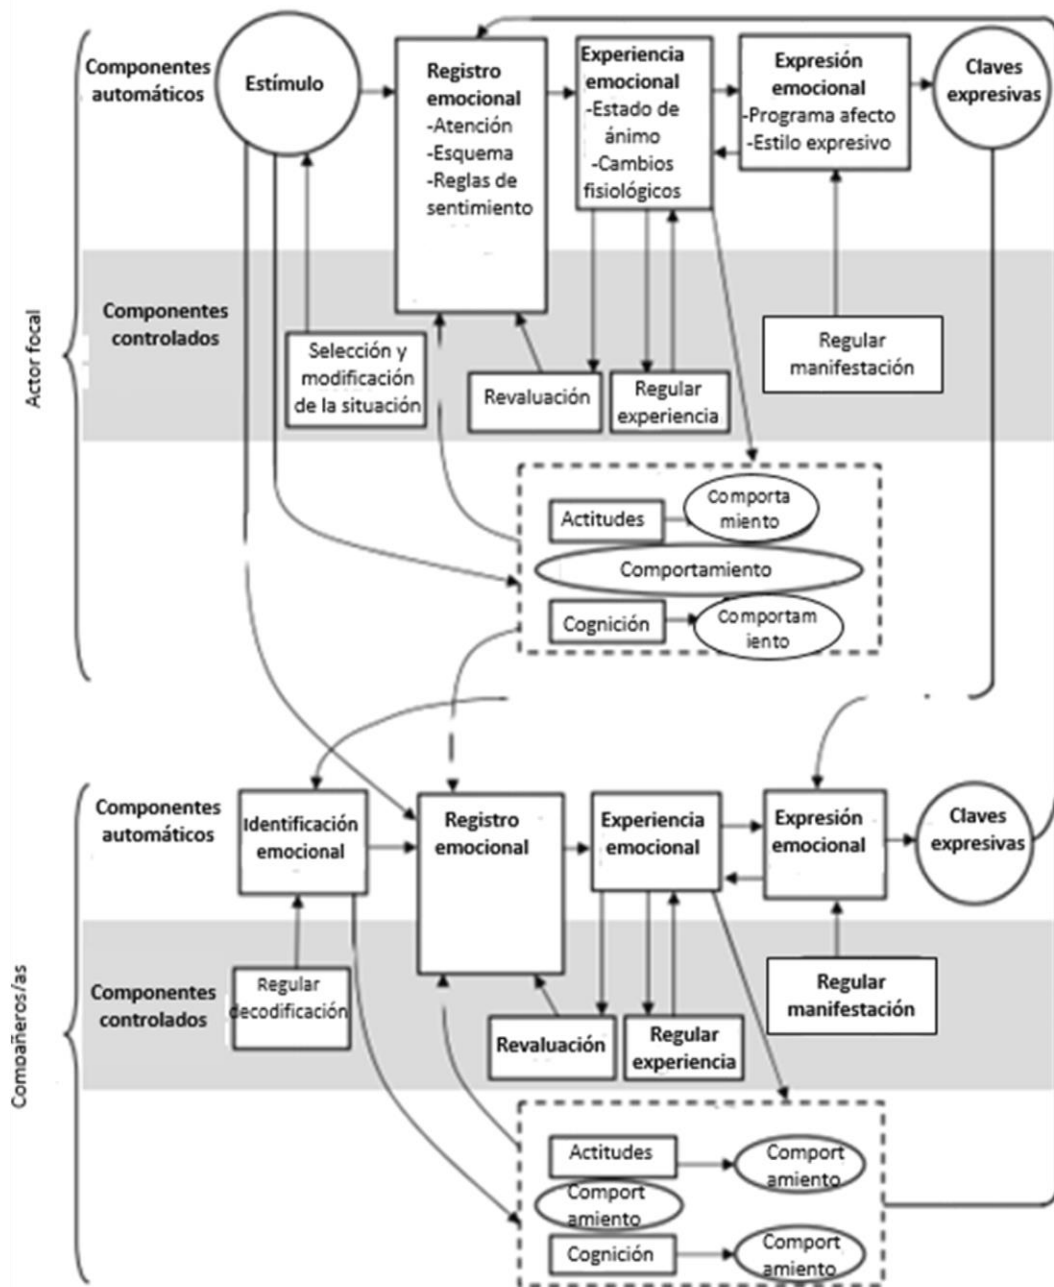 Componentes
automáticos
Estímulo
Registro
emocional
-Atención
-Esquema
-Reglas de
sentimiento
Experiencia
emocional
-Estado de
ánimo
-Cambios
fisiológicos
Expresión
emocional
-Programa afecto
-Estilo expresivo
Claves
expresivas
Actor focal
Componentes
controlados
Selección y
modificación
de la situación
Revaluación
Regular
experiencia
Regular
manifestación
Actitudes
Comporta
miento
Comportamiento
Cognición
Comportam
iento
Componentes
automáticos
Identificación
emocional
Registro
emocional
Experiencia
emocional
Expresión
emocional
Claves
expresivas
Compañeros/as
Componentes
controlados
Regular
decodificación
Revaluación
Regular
experiencia
Regular
manifestación
Actitudes
Comport
amiento
Comport
amiento
Cognición
Comport
amiento